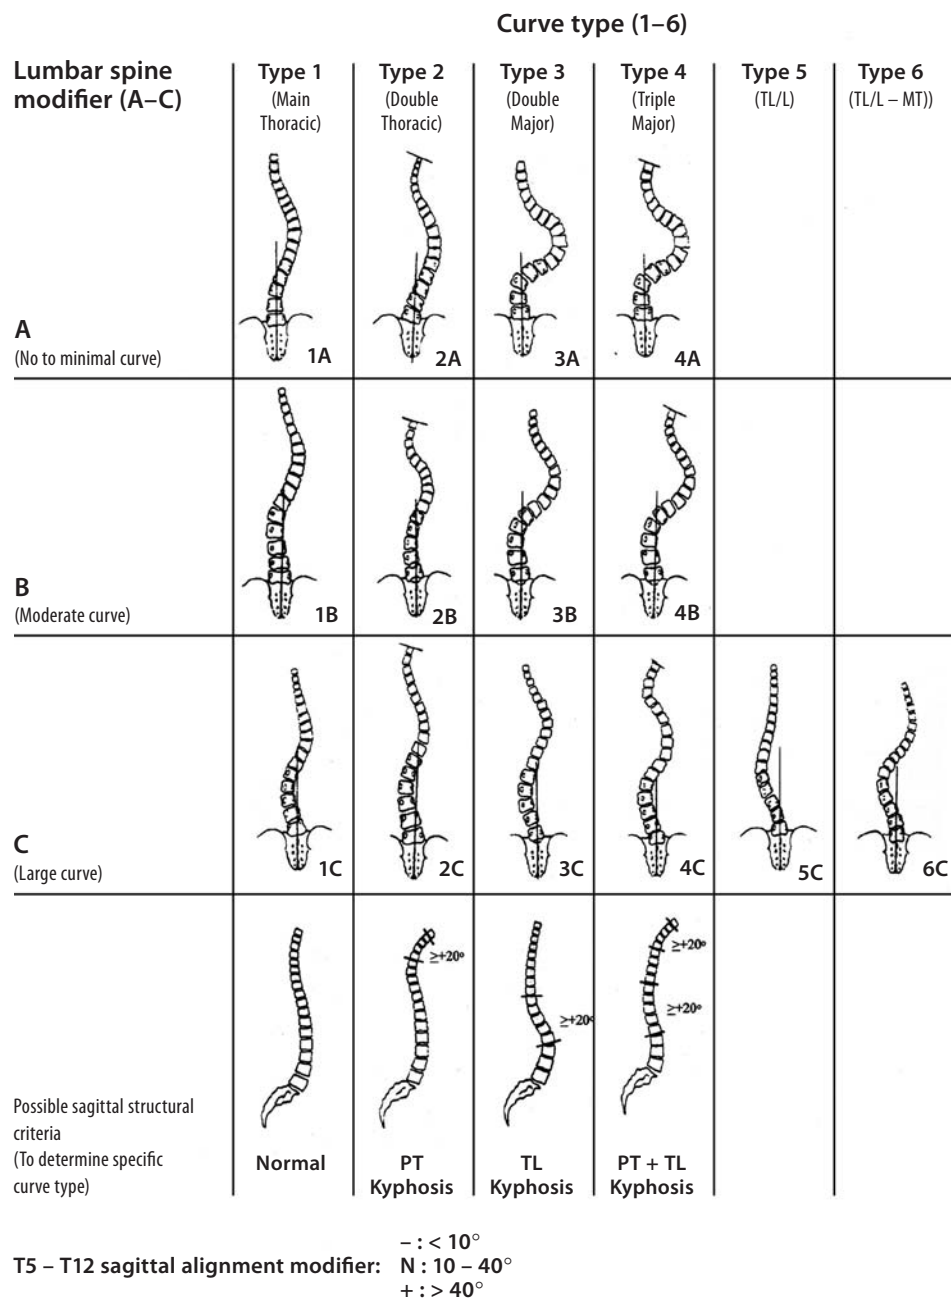 Curve type (1–6)
Lumbar spine
modifier (A–C)
Type 1
(Main
Thoracic)
Type 2
(Double
Thoracic)
Type 3
(Double
Major)
Type 4
(Triple
Major)
Type 5
(TL/L)
Type 6
(TL/L – MT))
A
(No to minimal curve)
1A
2A
3A
4A
B
(Moderate curve)
1B
2B
3B
4B
C
(Large curve)
1C
2C
3C
4C
5C
6C
Possible sagittal structural
criteria
(To determine specific
curve type)
Normal
≥+20°
PT
Kyphosis
≥+20°
TL
Kyphosis
≥+20°
≥+20°
PT + TL
Kyphosis
T5 – T12 sagittal alignment modifier:
– : < 10°
N : 10 – 40°
+ : > 40°